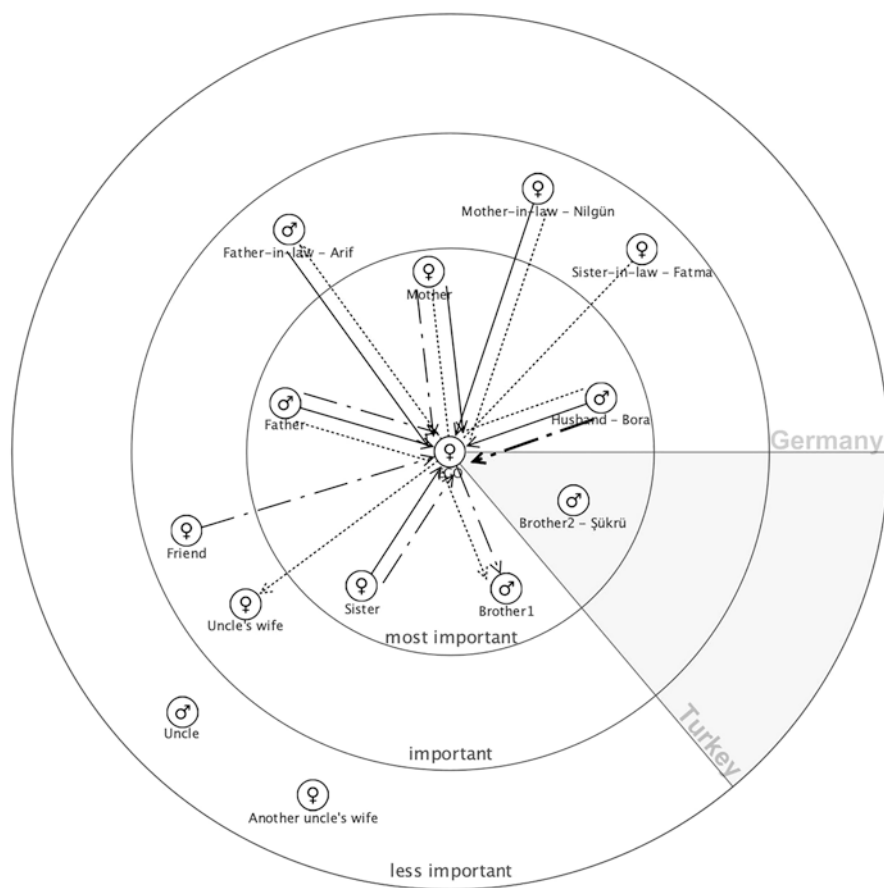 Mother-in-law – Nilgün
Father-in-law – Arif
Sister-in-law – Fatma
Mother
Father
Husband – Bora
Germany
Brother2 – Şükrü
Friend
Uncle's wife
Sister
Brother1
most important
Turkey
Uncle
important
Another uncle's wife
less important